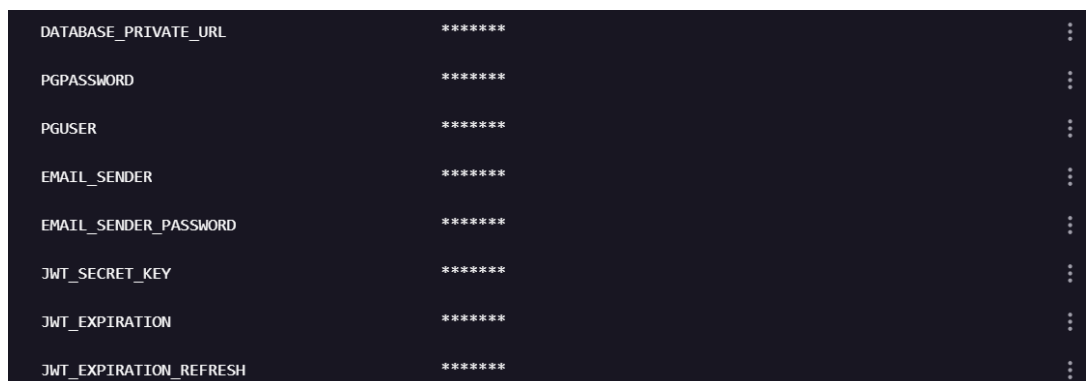 DATABASE_PRIVATE_URL *******
PGPASSWORD *******
PGUSER *******
EMAIL_SENDER *******
EMAIL_SENDER_PASSWORD *******
JWT_SECRET_KEY *******
JWT_EXPIRATION *******
JWT_EXPIRATION_REFRESH *******